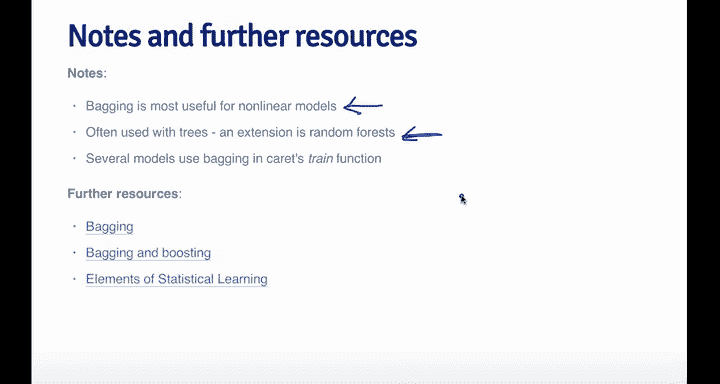 Notes and further resources
Notes:
· Bagging is most useful for nonlinear models
· Often used with trees - an extension is random forests
· Several models use bagging in caret's train function
Further resources:
· Bagging
· Bagging and boosting
· Elements of Statistical Learning